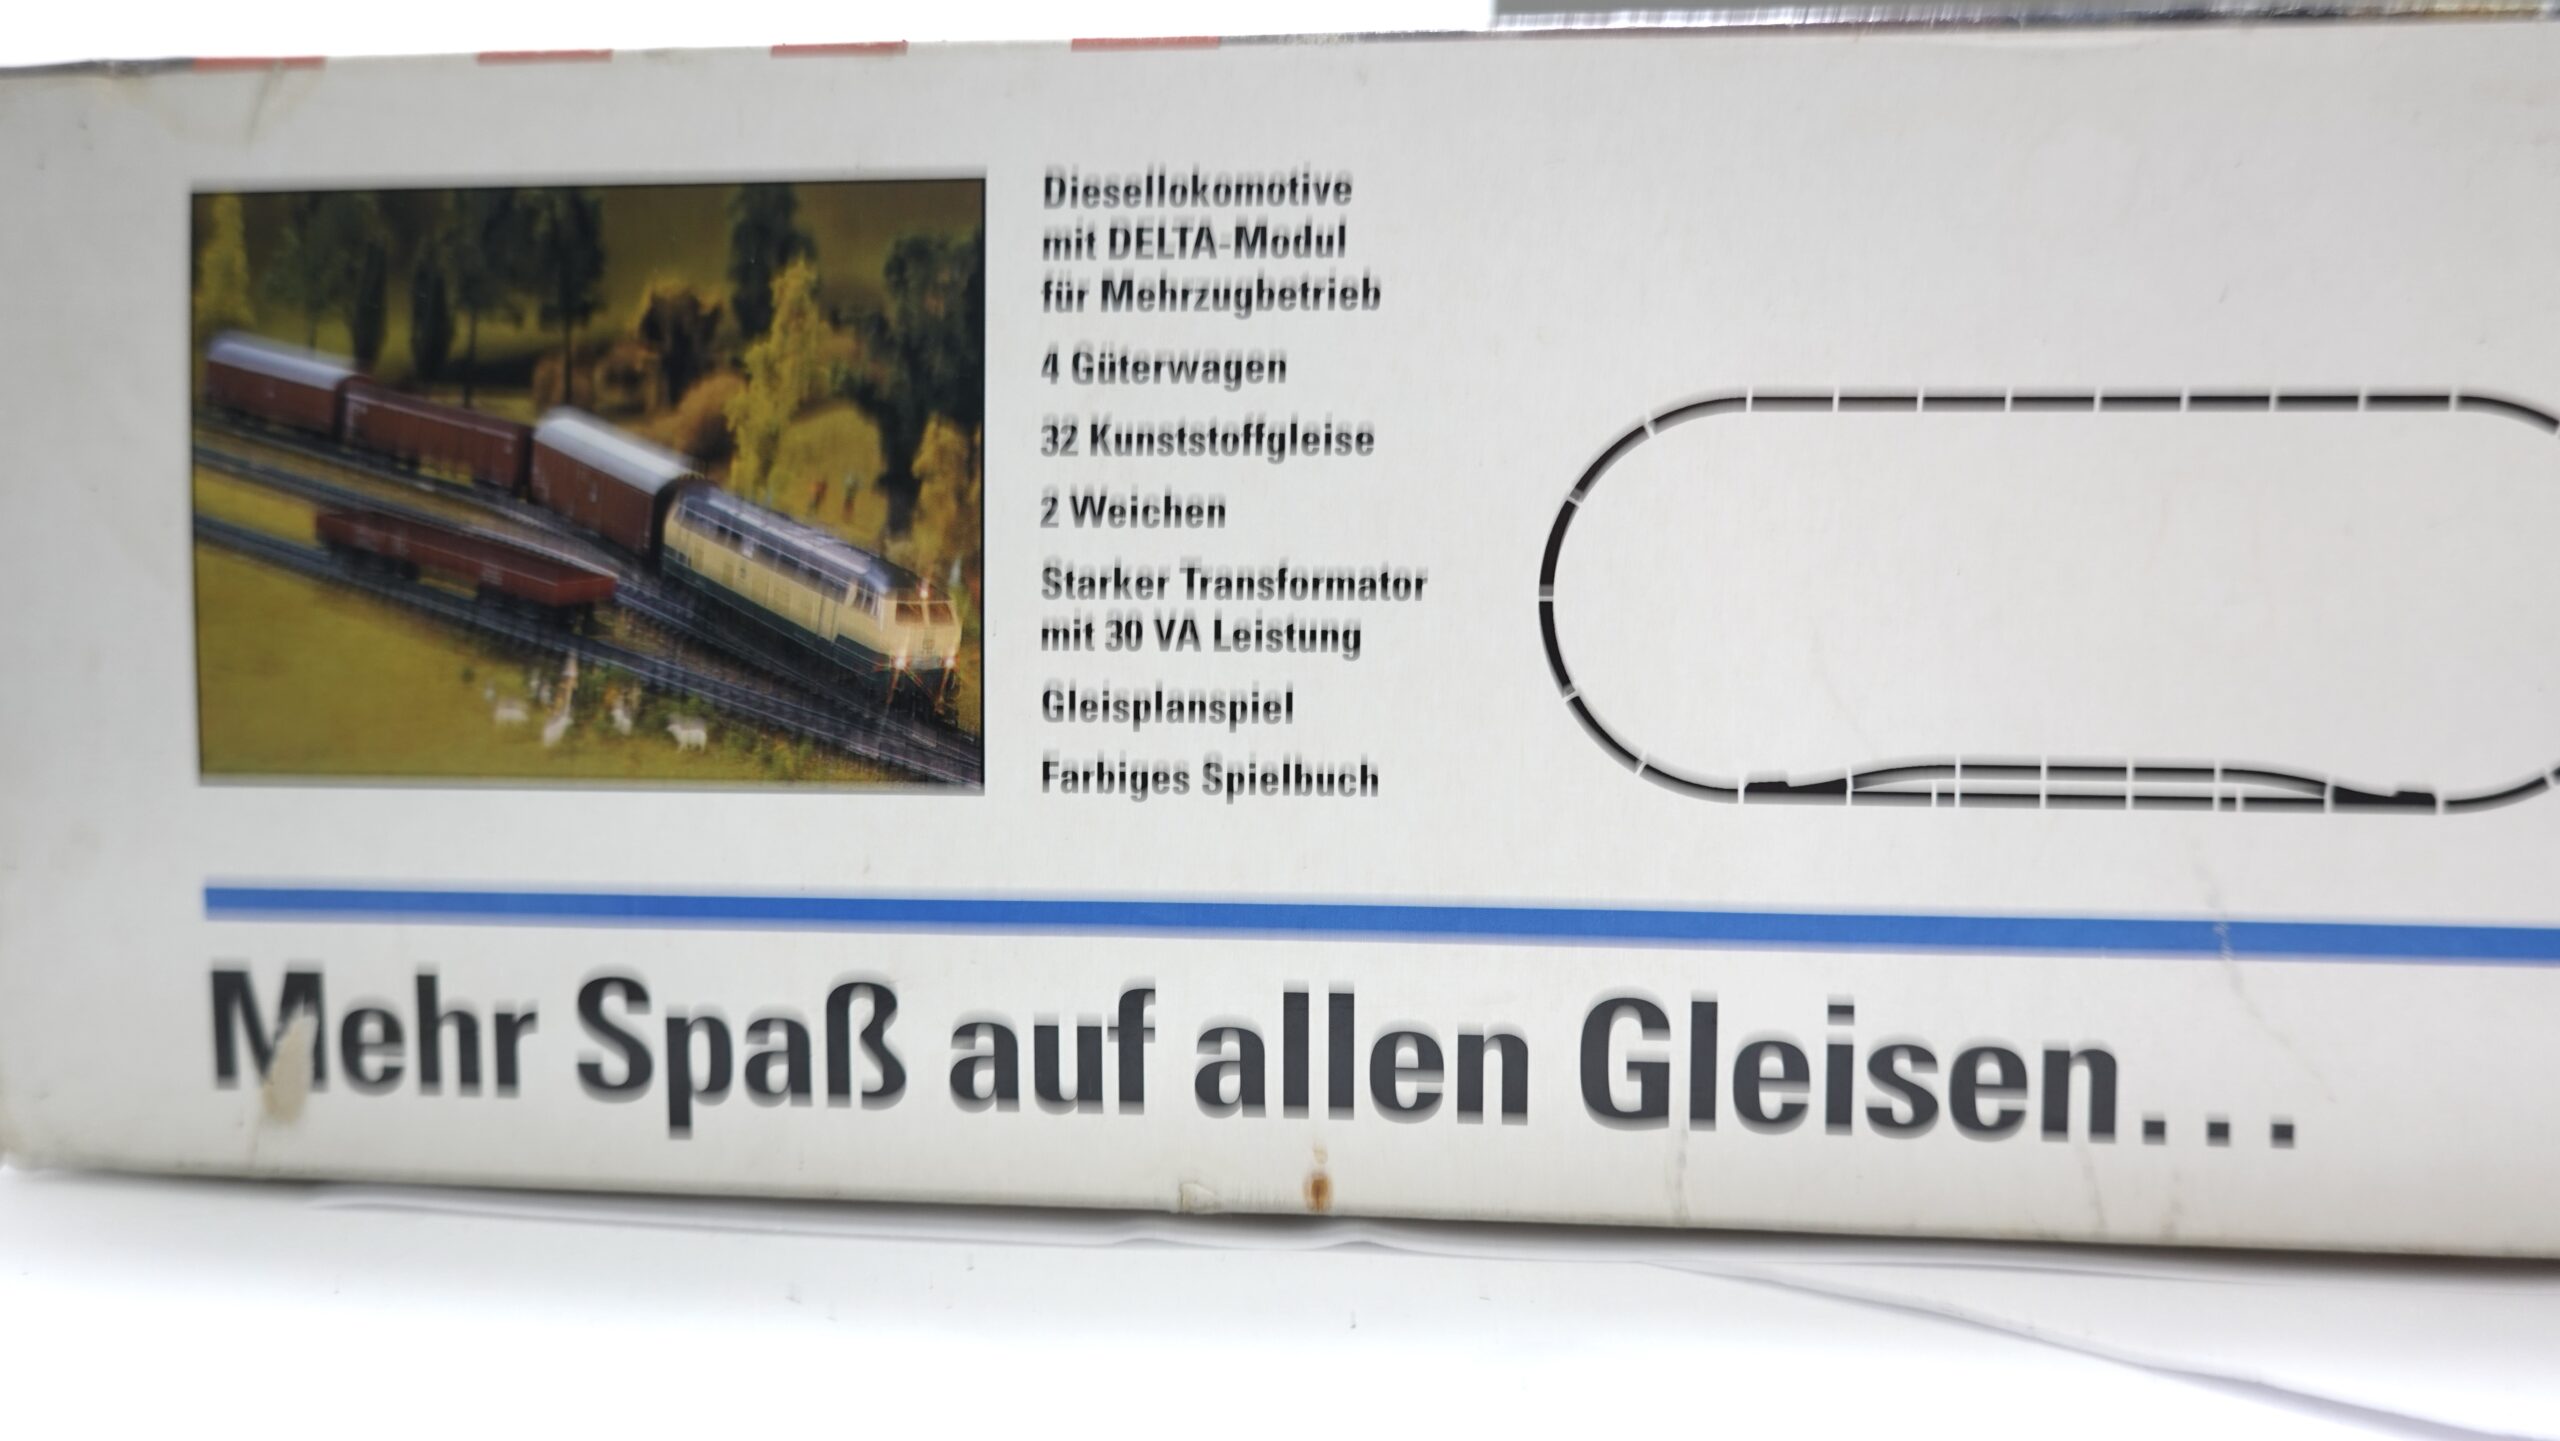 Diesellokomotive
mit DELTA-Modul
für Mehrzugbetrieb
4 Güterwagen
32 Kunststoffgleise
2 Weichen
Starker Transformator
mit 30 VA Leistung
Gleisplanspiel
Farbiges Spielbuch
Mehr Spaß auf allen Gleisen...